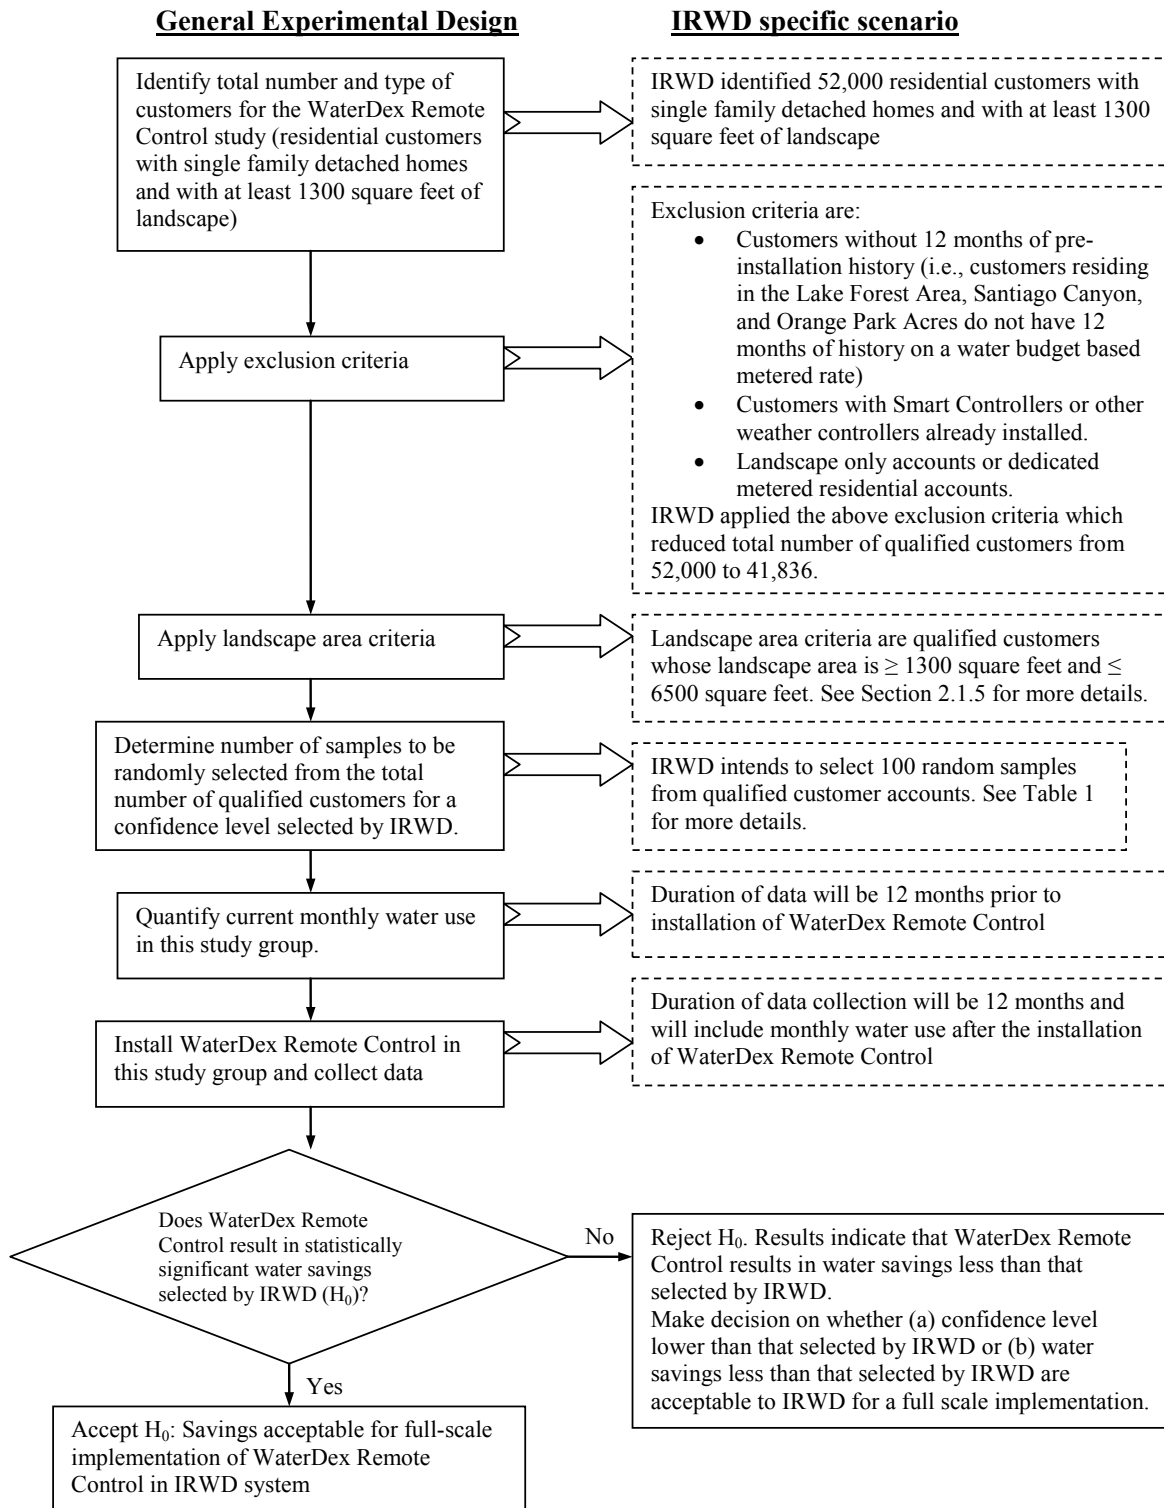 General Experimental Design
IRWD specific scenario
Identify total number and type of
customers for the WaterDex Remote
Control study (residential customers
with single family detached homes
and with at least 1300 square feet of
landscape)
IRWD identified 52,000 residential customers with
single family detached homes and with at least 1300
square feet of landscape
Apply exclusion criteria
Exclusion criteria are:
• Customers without 12 months of pre-
installation history (i.e., customers residing
in the Lake Forest Area, Santiago Canyon,
and Orange Park Acres do not have 12
months of history on a water budget based
metered rate)
• Customers with Smart Controllers or other
weather controllers already installed.
• Landscape only accounts or dedicated
metered residential accounts.
IRWD applied the above exclusion criteria which
reduced total number of qualified customers from
52,000 to 41,836.
Apply landscape area criteria
Landscape area criteria are qualified customers
whose landscape area is ≥ 1300 square feet and ≤
6500 square feet. See Section 2.1.5 for more details.
Determine number of samples to be
randomly selected from the total
number of qualified customers for a
confidence level selected by IRWD.
IRWD intends to select 100 random samples
from qualified customer accounts. See Table 1
for more details.
Quantify current monthly water use
in this study group.
Duration of data will be 12 months prior to
installation of WaterDex Remote Control
Install WaterDex Remote Control in
this study group and collect data
Duration of data collection will be 12 months and
will include monthly water use after the installation
of WaterDex Remote Control
Does WaterDex Remote
Control result in statistically
significant water savings
selected by IRWD (H₀)?
No
Reject H₀. Results indicate that WaterDex Remote
Control results in water savings less than that
selected by IRWD.
Make decision on whether (a) confidence level
lower than that selected by IRWD or (b) water
savings less than that selected by IRWD are
acceptable to IRWD for a full scale implementation.
Yes
Accept H₀: Savings acceptable for full-scale
implementation of WaterDex Remote
Control in IRWD system